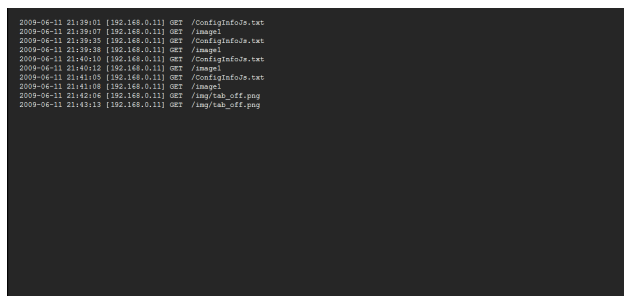 2009-06-11 21:39:01 [192.168.0.11] GET /ConfigInfoJs.txt
2009-06-11 21:39:07 [192.168.0.11] GET /image1
2009-06-11 21:39:35 [192.168.0.11] GET /ConfigInfoJs.txt
2009-06-11 21:39:38 [192.168.0.11] GET /image1
2009-06-11 21:40:10 [192.168.0.11] GET /ConfigInfoJs.txt
2009-06-11 21:40:12 [192.168.0.11] GET /image1
2009-06-11 21:41:05 [192.168.0.11] GET /ConfigInfoJs.txt
2009-06-11 21:41:08 [192.168.0.11] GET /image1
2009-06-11 21:42:06 [192.168.0.11] GET /img/tab_off.png
2009-06-11 21:43:13 [192.168.0.11] GET /img/tab_off.png